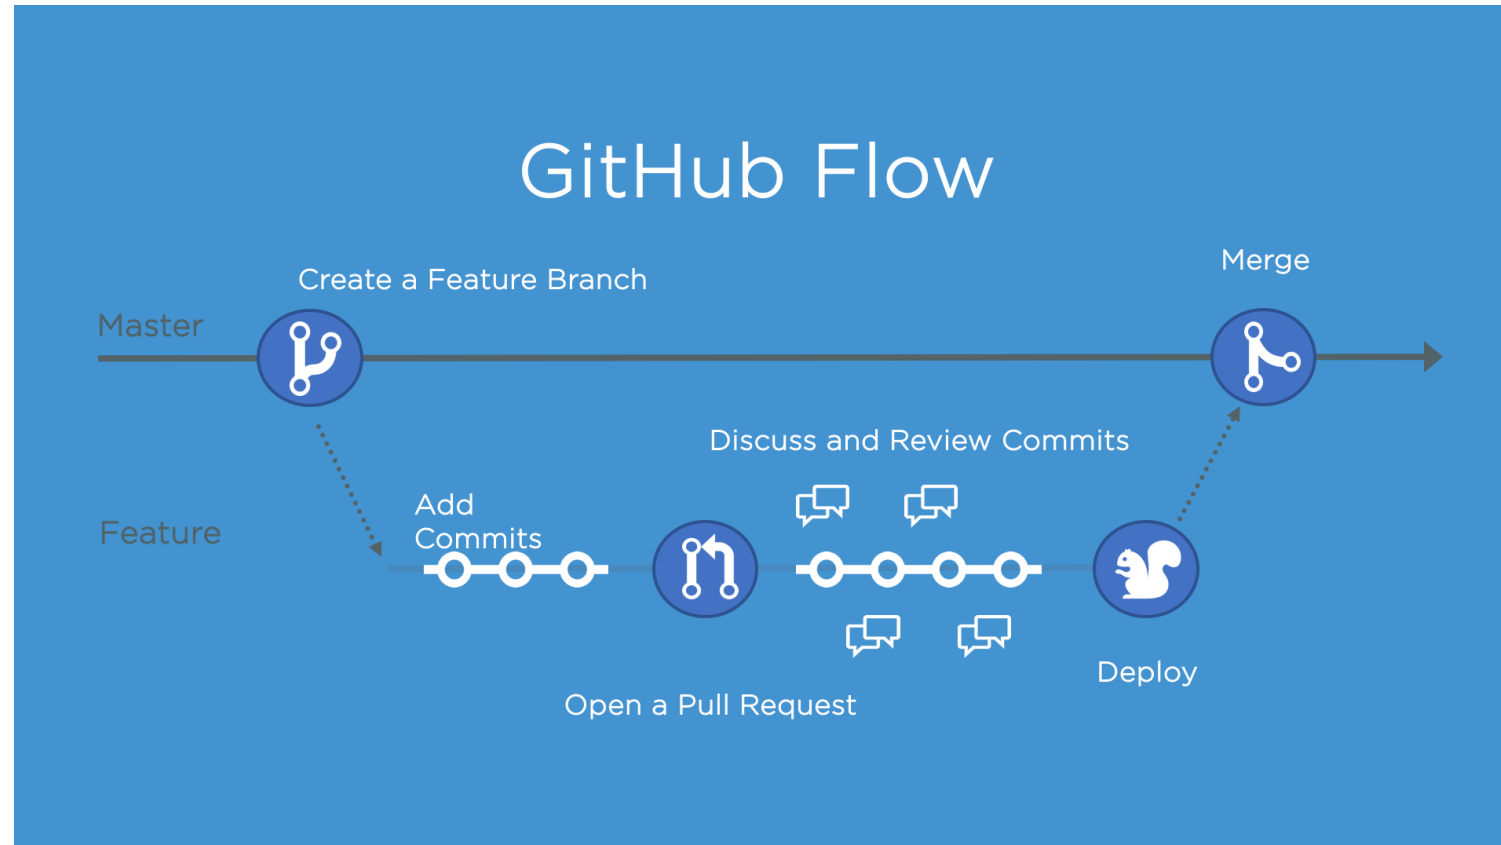 GitHub Flow
Create a Feature Branch
Merge
Master
Discuss and Review Commits
Add
Commits
Feature
Deploy
Open a Pull Request